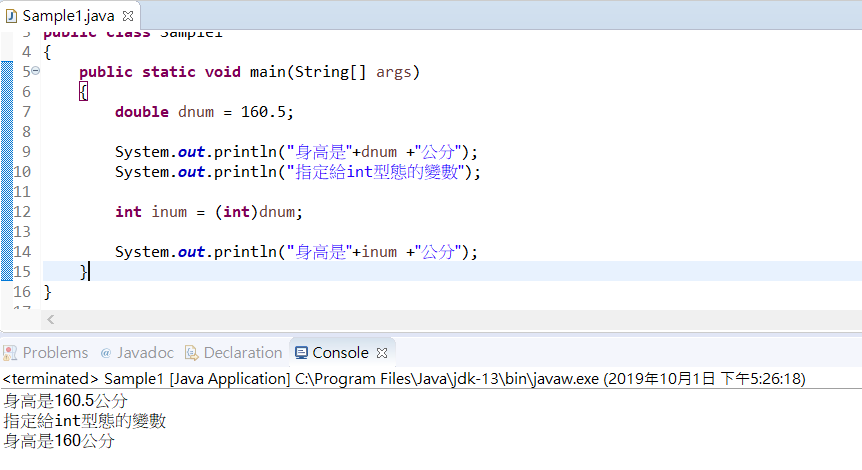 Sample1.java
public class Sample1
4 {
5 public static void main(String[] args)
6 {
7 double dnum = 160.5;
8
9 System.out.println("身高是"+dnum +"公分");
10 System.out.println("指定給int型態的變數");
11
12 int inum = (int)dnum;
13
14 System.out.println("身高是"+inum +"公分");
15 }
16 }
Problems @ Javadoc Declaration Console
<terminated> Sample1 [Java Application] C:\Program Files\Java\jdk-13\bin\javaw.exe (2019年10月1日 下午5:26:18)
身高是160.5公分
指定給int型態的變數
身高是160公分